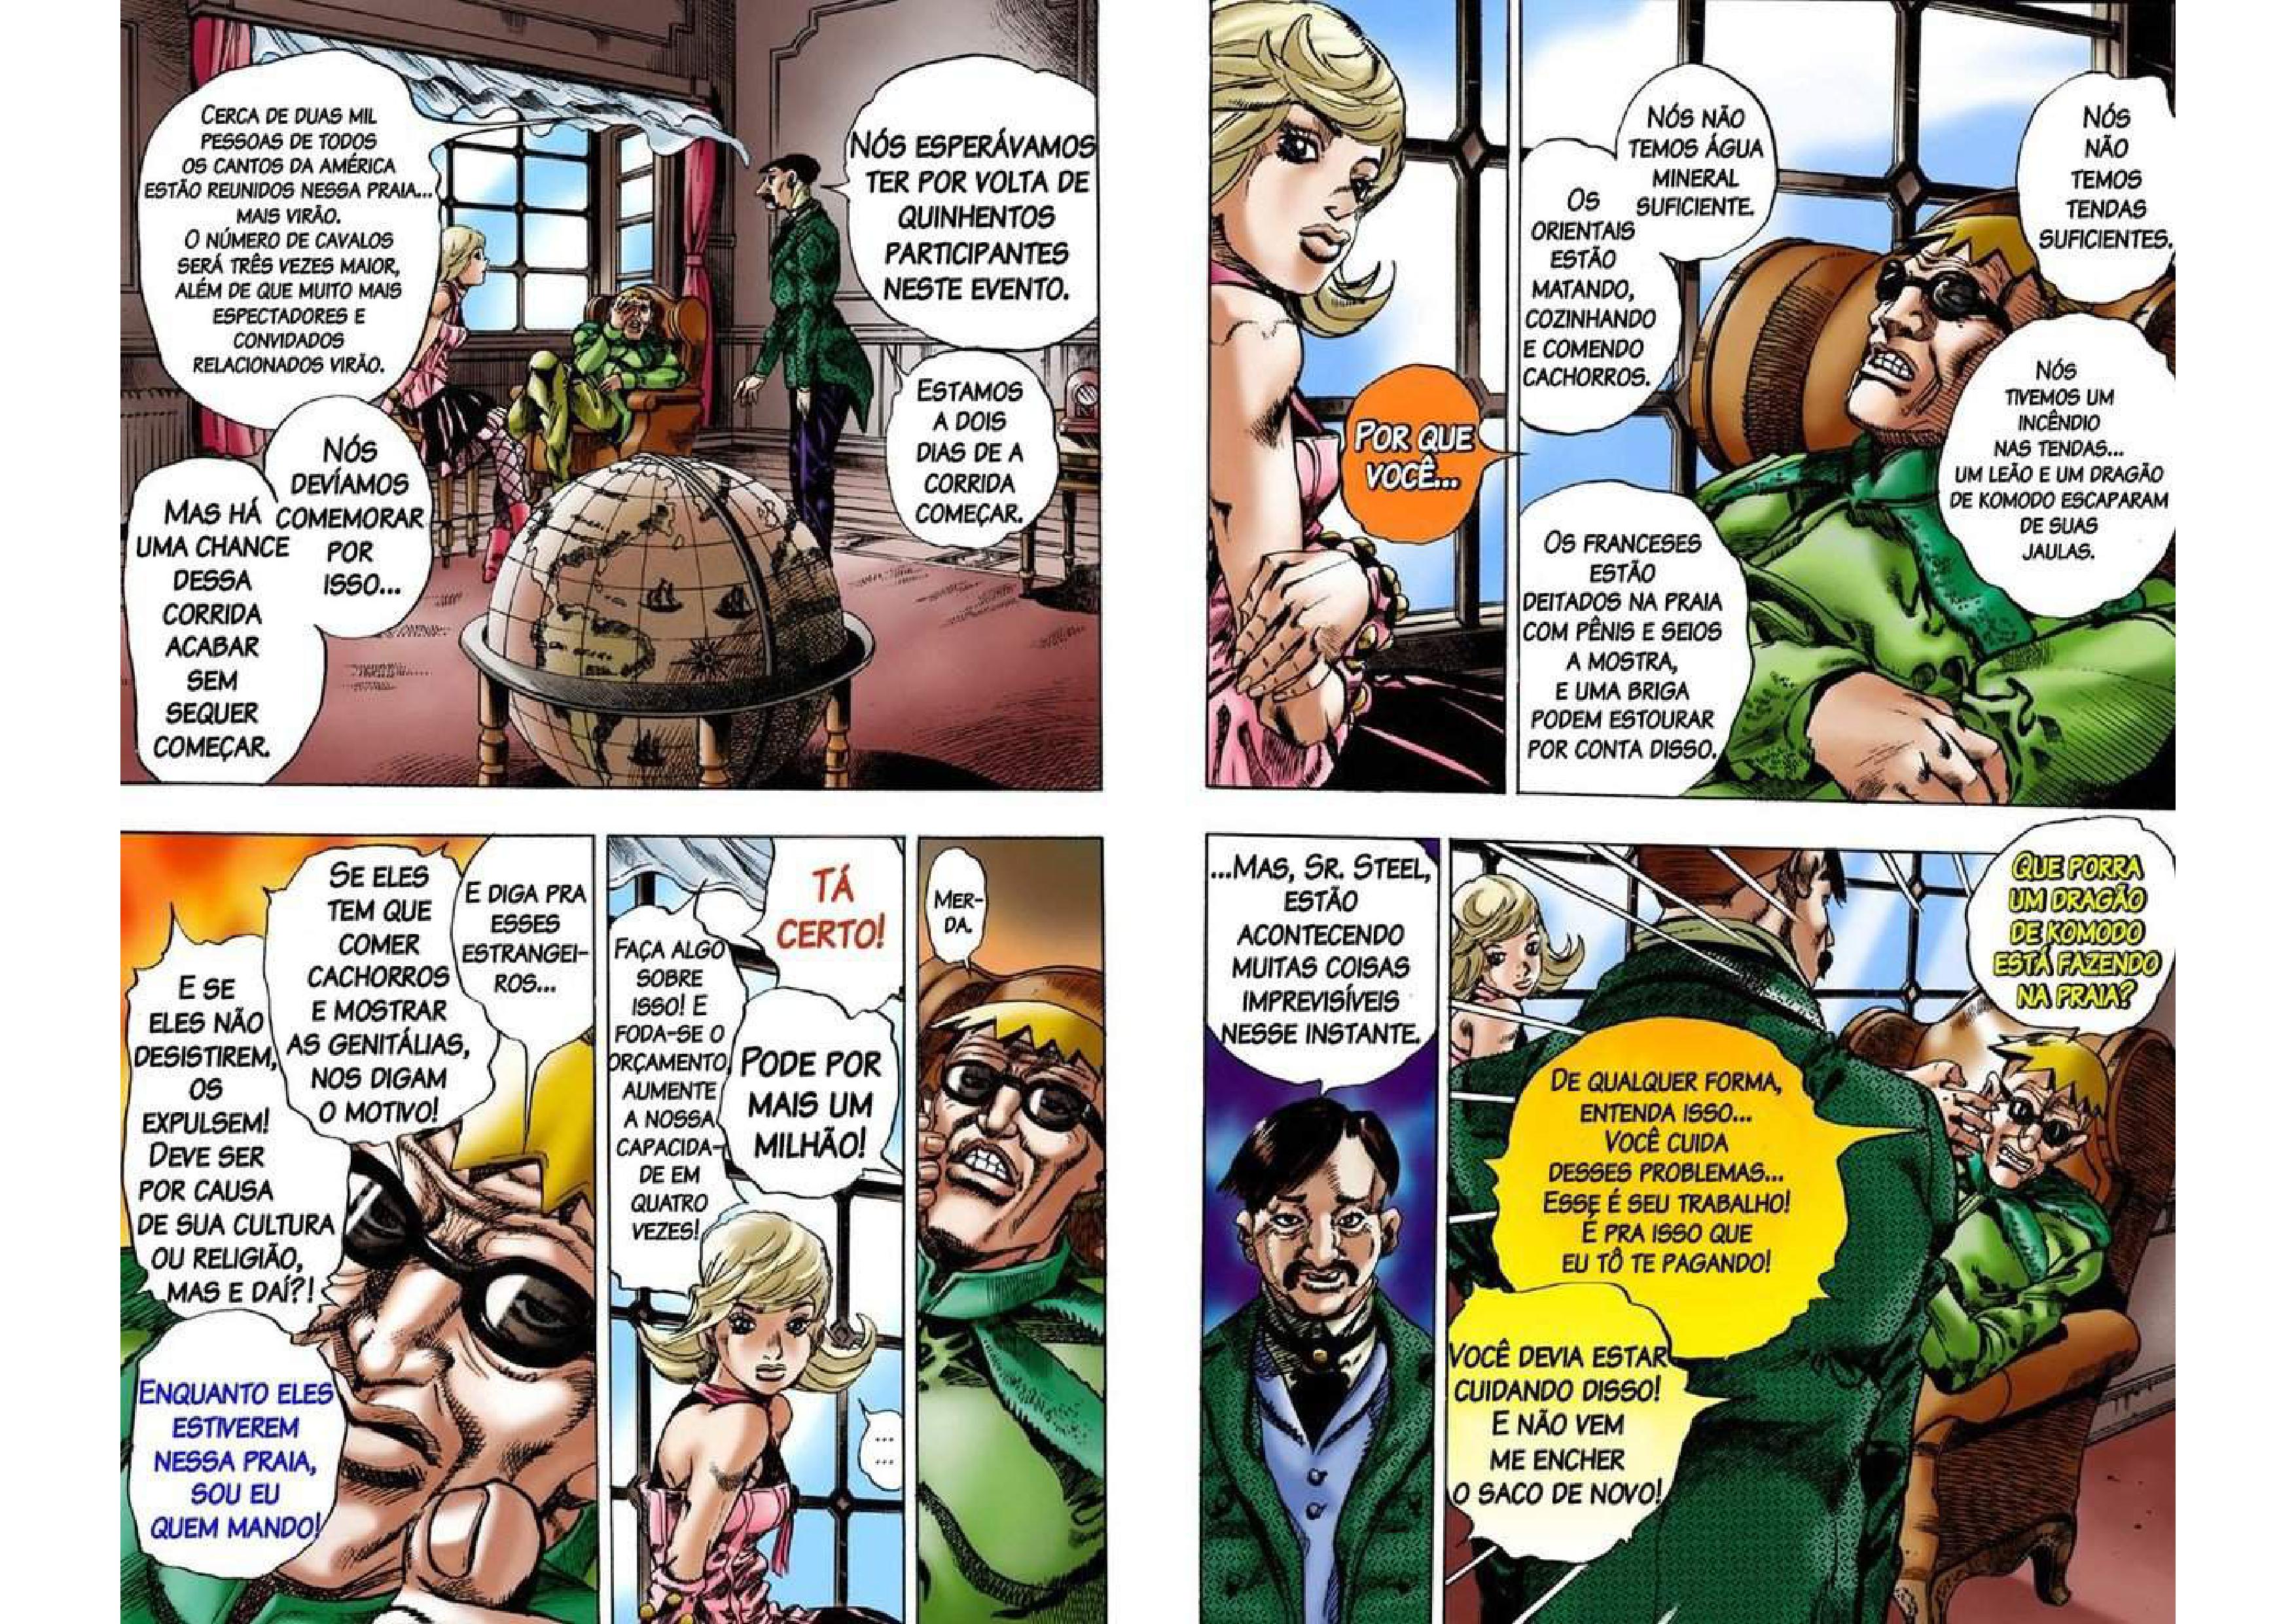 NÓS
NÃO
TEMOS
TENDAS
SUFICIENTES.
NÓS
TIVEMOS UM
INCÊNDIO
NAS TENDAS...
UM LEÃO E UM DRAGÃO
DE KOMODO ESCAPARAM
DE SUAS
JAULAS.
NÓS NÃO
TEMOS ÁGUA
MINERAL
SUFICIENTE.
OS
ORIENTAIS
ESTÃO
MATANDO,
COZINHANDO
E COMENDO
CACHORROS.
OS FRANCESES
ESTÃO
DEITADOS NA PRAIA
COM PÊNIS E SEIOS
A MOSTRA,
E UMA BRIGA
PODEM ESTOURAR
POR CONTA DISSO.
POR QUE
VOCÊ...
QUE PORRA
UM DRAGÃO
DE KOMODO
ESTÁ FAZENDO
NA PRAIA?
DE QUALQUER FORMA,
ENTENDA ISSO...
VOCÊ CUIDA
DESSES PROBLEMAS...
ESSE É SEU TRABALHO!
É PRA ISSO QUE
EU TÔ TE PAGANDO!
VOCÊ DEVIA ESTAR
CUIDANDO DISSO!
E NÃO VEM
ME ENCHER
O SACO DE NOVO!
...MAS, SR. STEEL,
ESTÃO
ACONTECENDO
MUITAS COISAS
IMPREVISÍVEIS
NESSE INSTANTE.
NÓS ESPERÁVAMOS
TER POR VOLTA DE
QUINHENTOS
PARTICIPANTES
NESTE EVENTO.
ESTAMOS
A DOIS
DIAS DE A
CORRIDA
COMEÇAR.
CERCA DE DUAS MIL
PESSOAS DE TODOS
OS CANTOS DA AMÉRICA
ESTÃO REUNIDOS NESSA PRAIA...
MAIS VIRÃO.
O NÚMERO DE CAVALOS
SERÁ TRÊS VEZES MAIOR,
ALÉM DE QUE MUITO MAIS
ESPECTADORES E
CONVIDADOS
RELACIONADOS VIRÃO.
NÓS
DEVÍAMOS
COMEMORAR
POR
ISSO...
MAS HÁ
UMA CHANCE
DESSA
CORRIDA
ACABAR
SEM
SEQUER
COMEÇAR.
MER-
DA.
TÁ
CERTO!
PODE POR
MAIS UM
MILHÃO!
FAÇA ALGO
SOBRE
ISSO! E
FODA-SE O
ORÇAMENTO,
AUMENTE
A NOSSA
CAPACIDA-
DE EM
QUATRO
VEZES!
...
...
E DIGA PRA
ESSES
ESTRANGEI-
ROS...
SE ELES
TEM QUE
COMER
CACHORROS
E MOSTRAR
AS GENITÁLIAS,
NOS DIGAM
O MOTIVO!
E SE
ELES NÃO
DESISTIREM,
OS
EXPULSEM!
DEVE SER
POR CAUSA
DE SUA CULTURA
OU RELIGIÃO,
MAS E DAÍ?!
ENQUANTO ELES
ESTIVEREM
NESSA PRAIA,
SOU EU
QUEM MANDO!